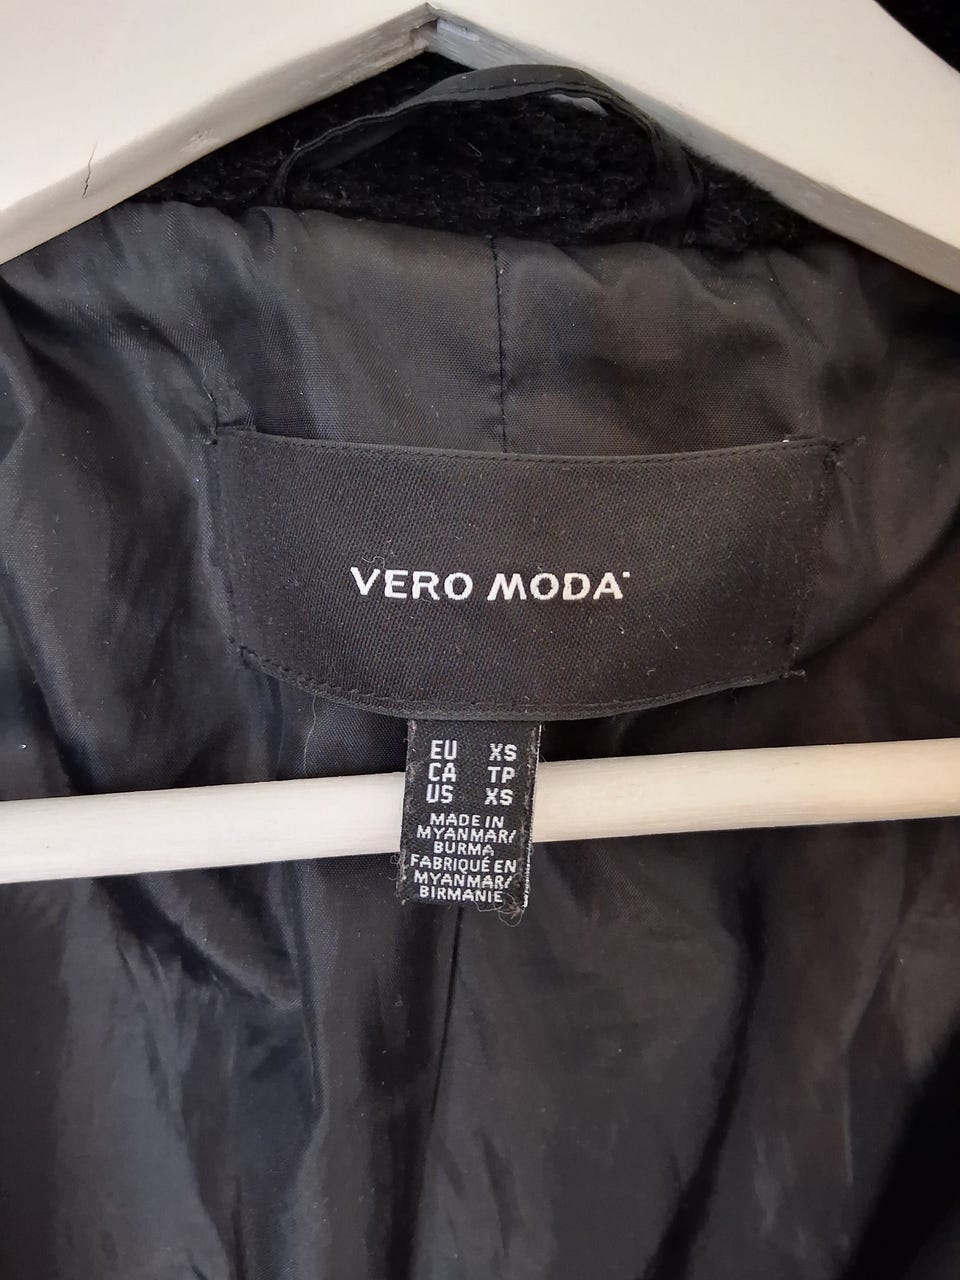 VERO MODA
EU XS
CA TP
US XS
MADE IN
MYANMAR/
BURMA
FABRIQUÉ EN
MYANMAR/
BIRMANIE